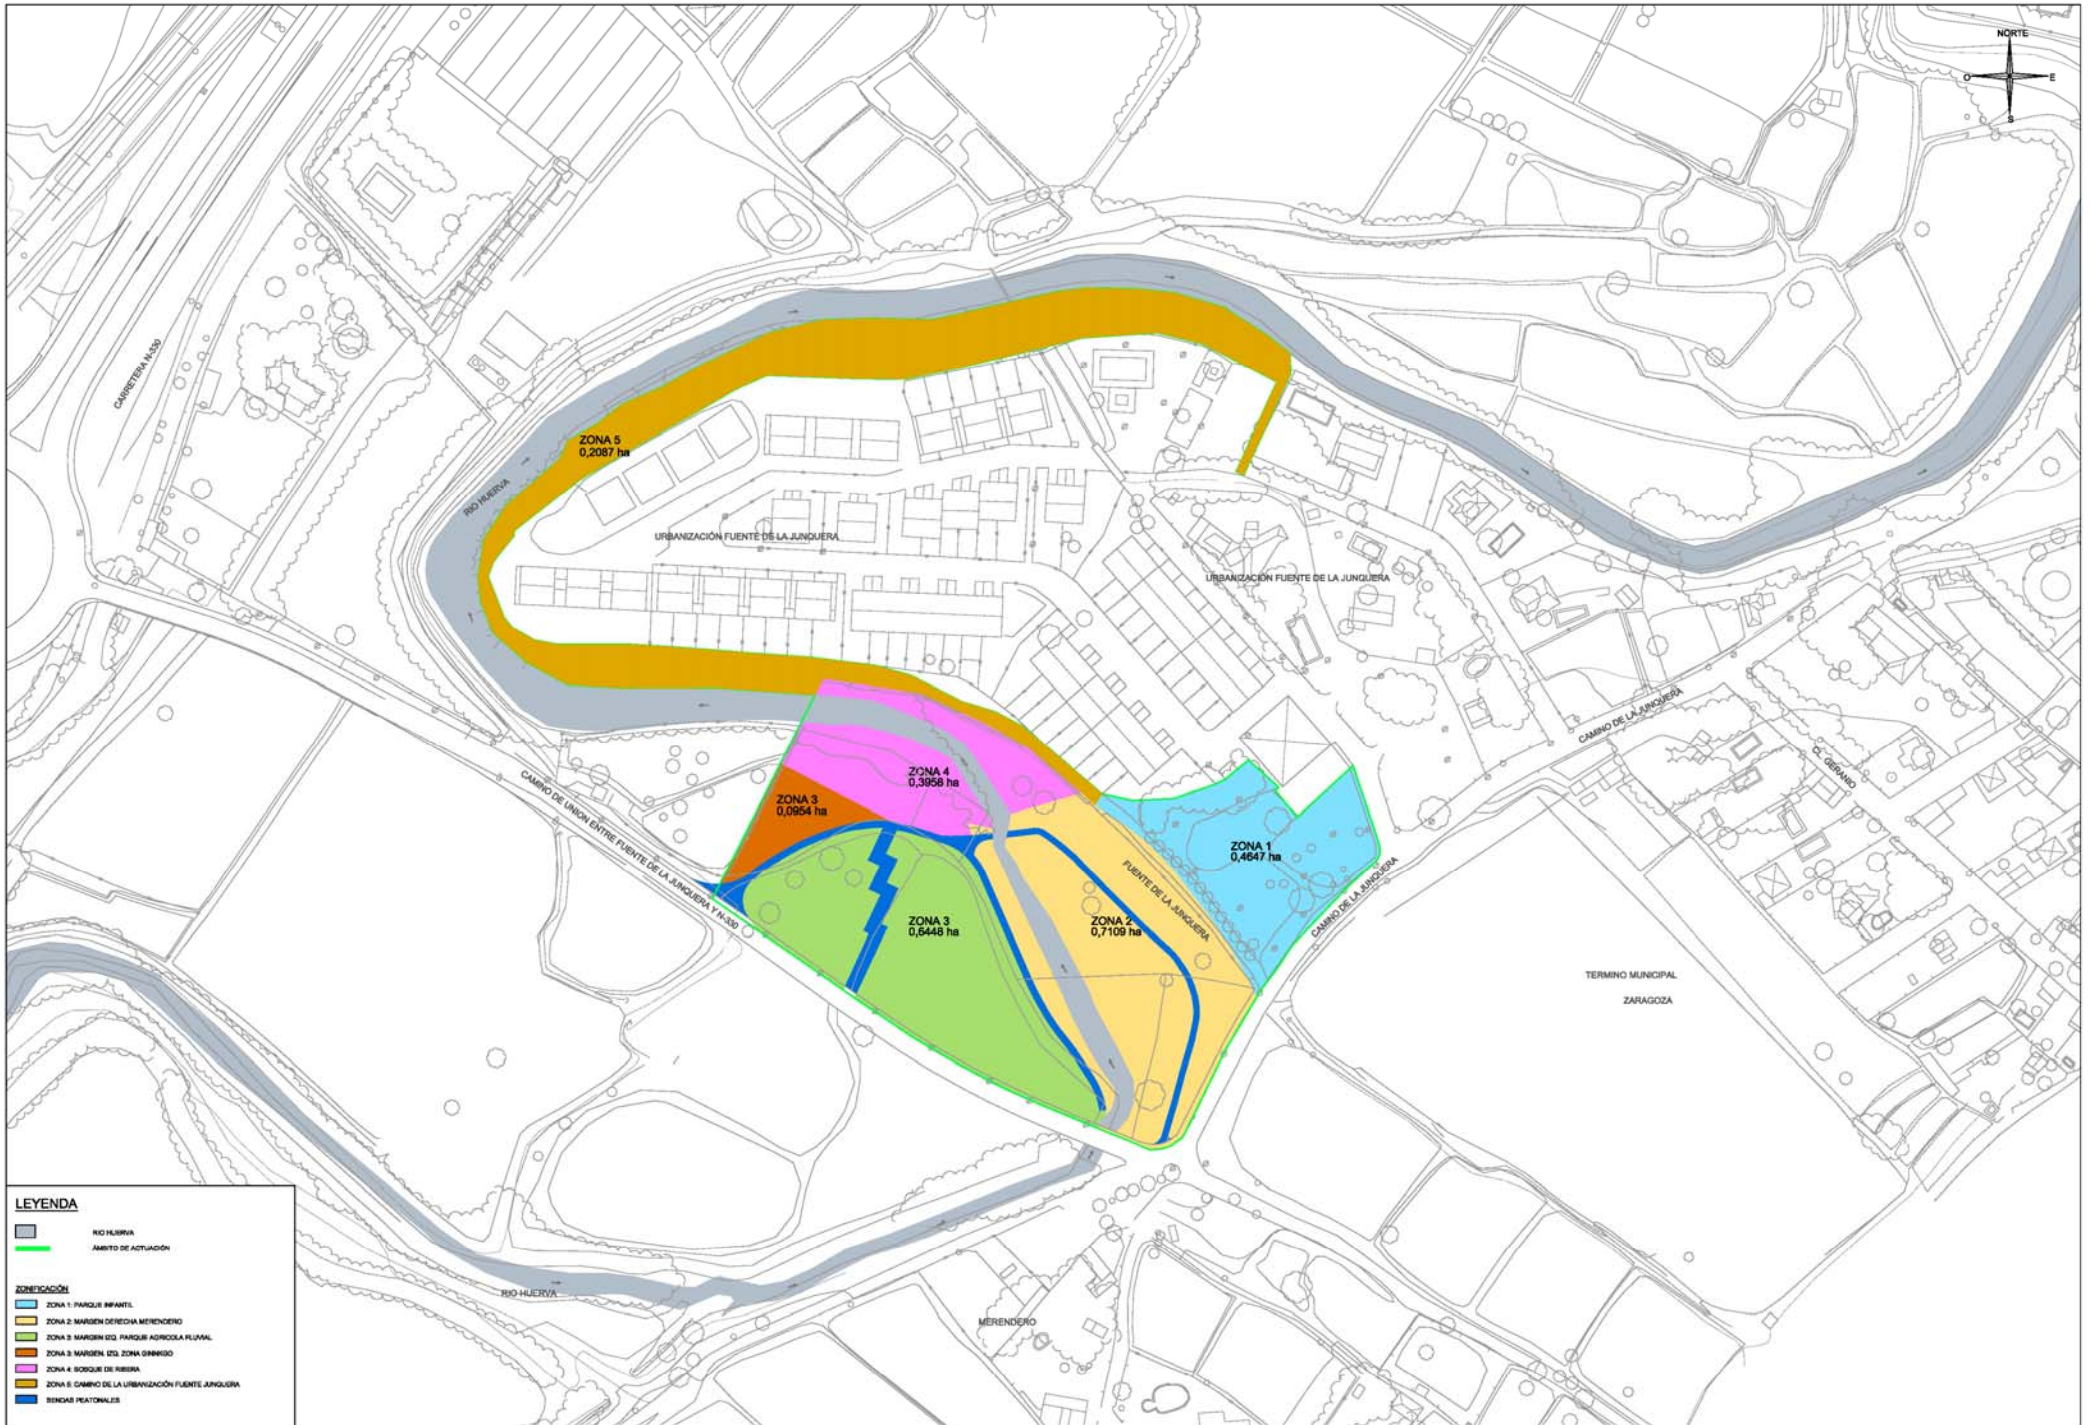 NORTE
O
E
S
CARRETERA N-330
ZONA 5
0,2087 ha
RIO HUERVA
URBANIZACIÓN FUENTE DE LA JUNQUERA
URBANIZACIÓN FUENTE DE LA JUNQUERA
CAMINO DE LA JUNQUERA
CL. GERANIO
CAMINO DE UNION ENTRE FUENTE DE LA JUNQUERA Y N-330
ZONA 4
0,3958 ha
ZONA 3
0,0954 ha
ZONA 1
0,4647 ha
FUENTE DE LA JUNQUERA
CAMINO DE LA JUNQUERA
ZONA 3
0,6448 ha
ZONA 2
0,7109 ha
TERMINO MUNICIPAL
ZARAGOZA
RIO HUERVA
MERENDERO
LEYENDA
RIO HUERVA
ÁMBITO DE ACTUACIÓN
ZONIFICACIÓN
ZONA 1: PARQUE INFANTIL
ZONA 2: MARGEN DERECHA MERENDERO
ZONA 3: MARGEN IZQ. PARQUE AGRICOLA FLUVIAL
ZONA 3: MARGEN. IZQ. ZONA GINNKGO
ZONA 4: BOSQUE DE RIBERA
ZONA 5: CAMINO DE LA URBANIZACIÓN FUENTE JUNQUERA
SENDAS PEATONALES